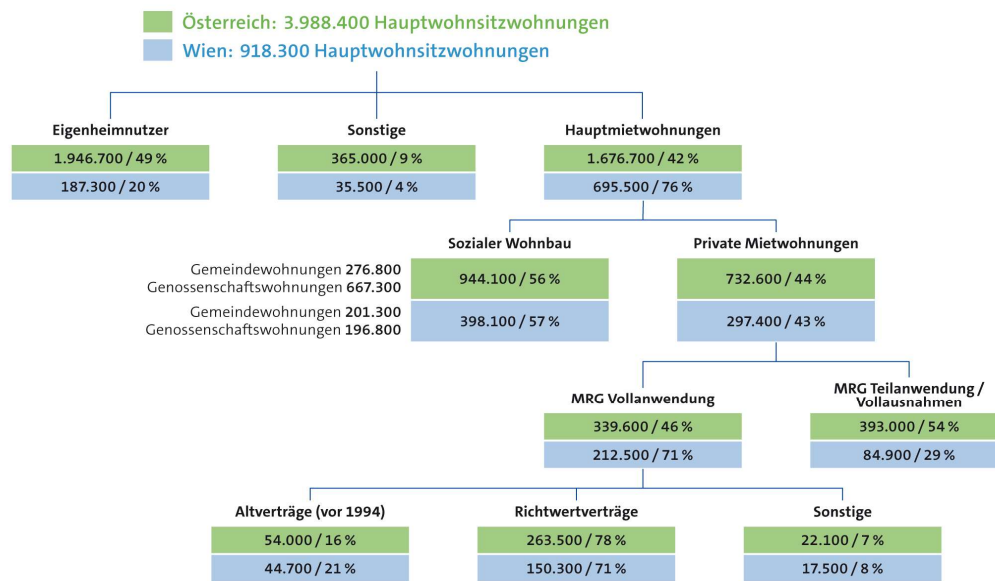 Österreich: 3.988.400 Hauptwohnsitzwohnungen
Wien: 918.300 Hauptwohnsitzwohnungen
Eigenheimnutzer
1.946.700 / 49 %
187.300 / 20 %
Sonstige
365.000 / 9 %
35.500 / 4 %
Hauptmietwohnungen
1.676.700 / 42 %
695.500 / 76 %
Sozialer Wohnbau
Gemeindewohnungen 276.800
Genossenschaftswohnungen 667.300
944.100 / 56 %
Gemeindewohnungen 201.300
Genossenschaftswohnungen 196.800
398.100 / 57 %
Private Mietwohnungen
732.600 / 44 %
297.400 / 43 %
MRG Vollanwendung
339.600 / 46 %
212.500 / 71 %
MRG Teilanwendung /
Vollausnahmen
393.000 / 54 %
84.900 / 29 %
Altverträge (vor 1994)
54.000 / 16 %
44.700 / 21 %
Richtwertverträge
263.500 / 78 %
150.300 / 71 %
Sonstige
22.100 / 7 %
17.500 / 8 %